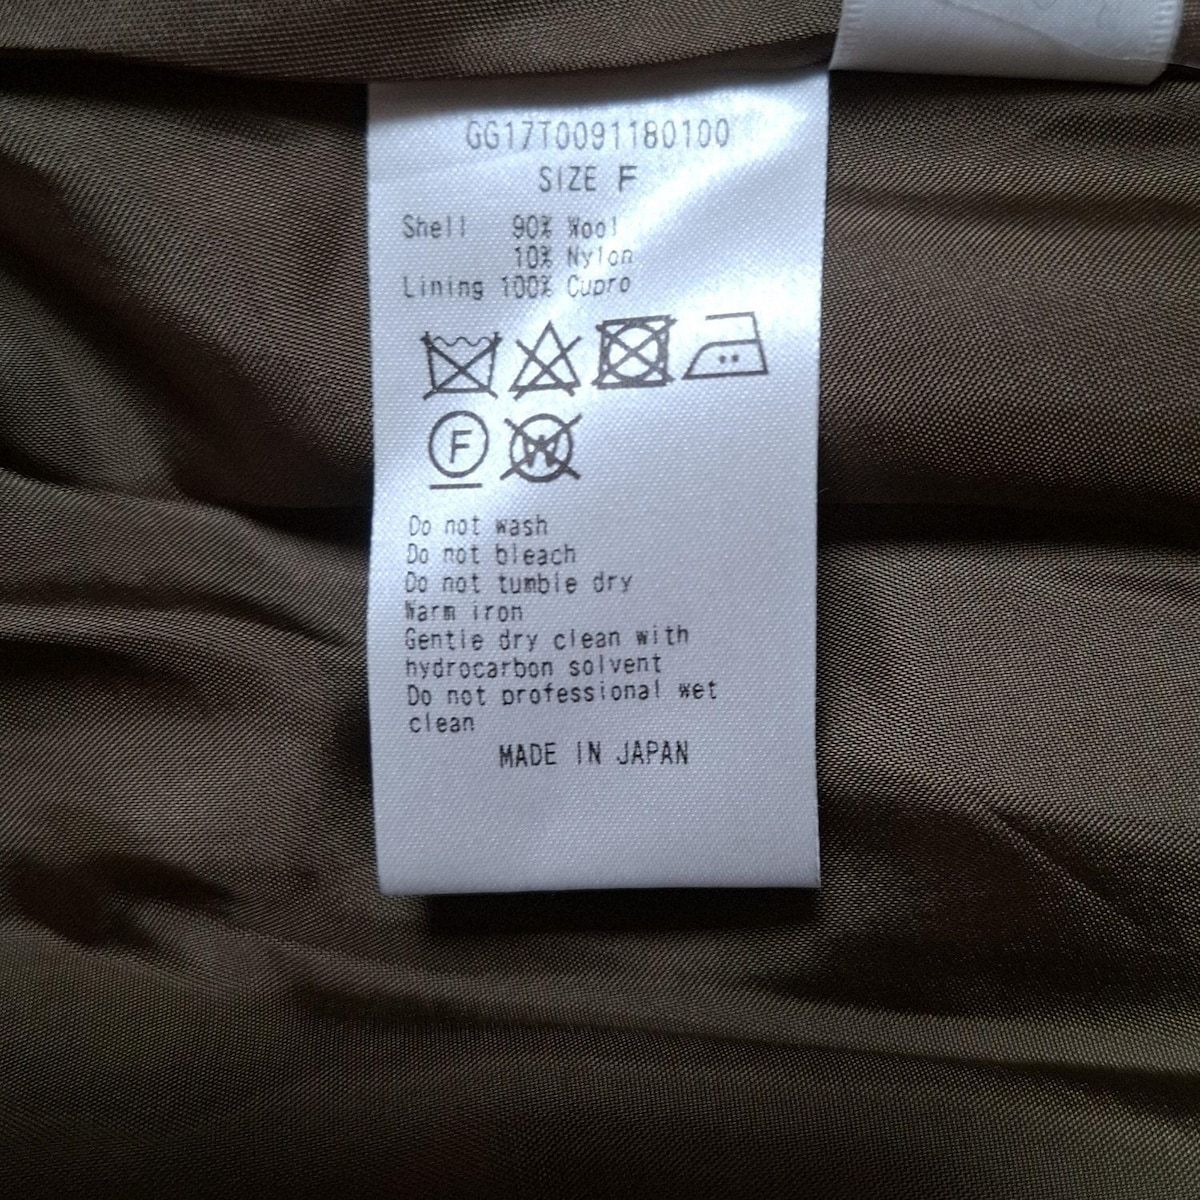 GG17T0091180100
SIZE F
Shell 90% Wool
10% Nylon
Lining 100% Cupro
F
W
Do not wash
Do not bleach
Do not tumble dry
Warm iron
Gentle dry clean with
hydrocarbon solvent
Do not professional wet
clean
MADE IN JAPAN